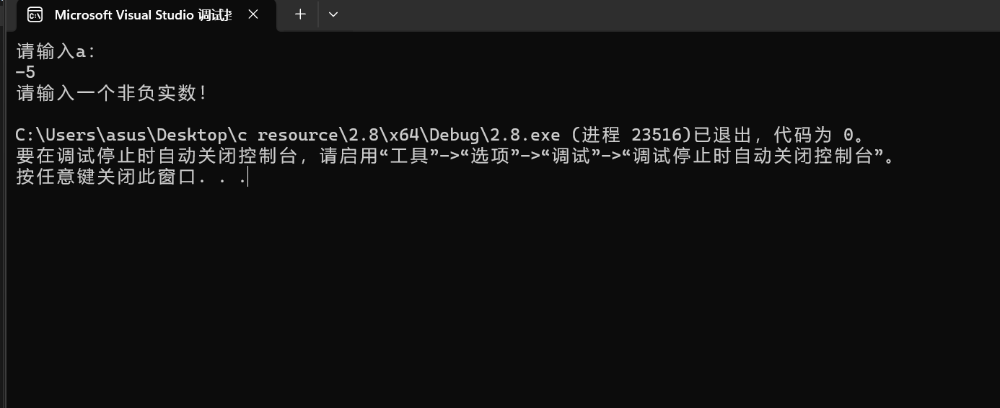 Microsoft Visual Studio 调试
请输入a:
-5
请输入一个非负实数!
C:\Users\asus\Desktop\c resource\2.8\x64\Debug\2.8.exe (进程 23516)已退出，代码为 0。
要在调试停止时自动关闭控制台，请启用“工具”->“选项”->“调试”->“调试停止时自动关闭控制台”。
按任意键关闭此窗口. . .